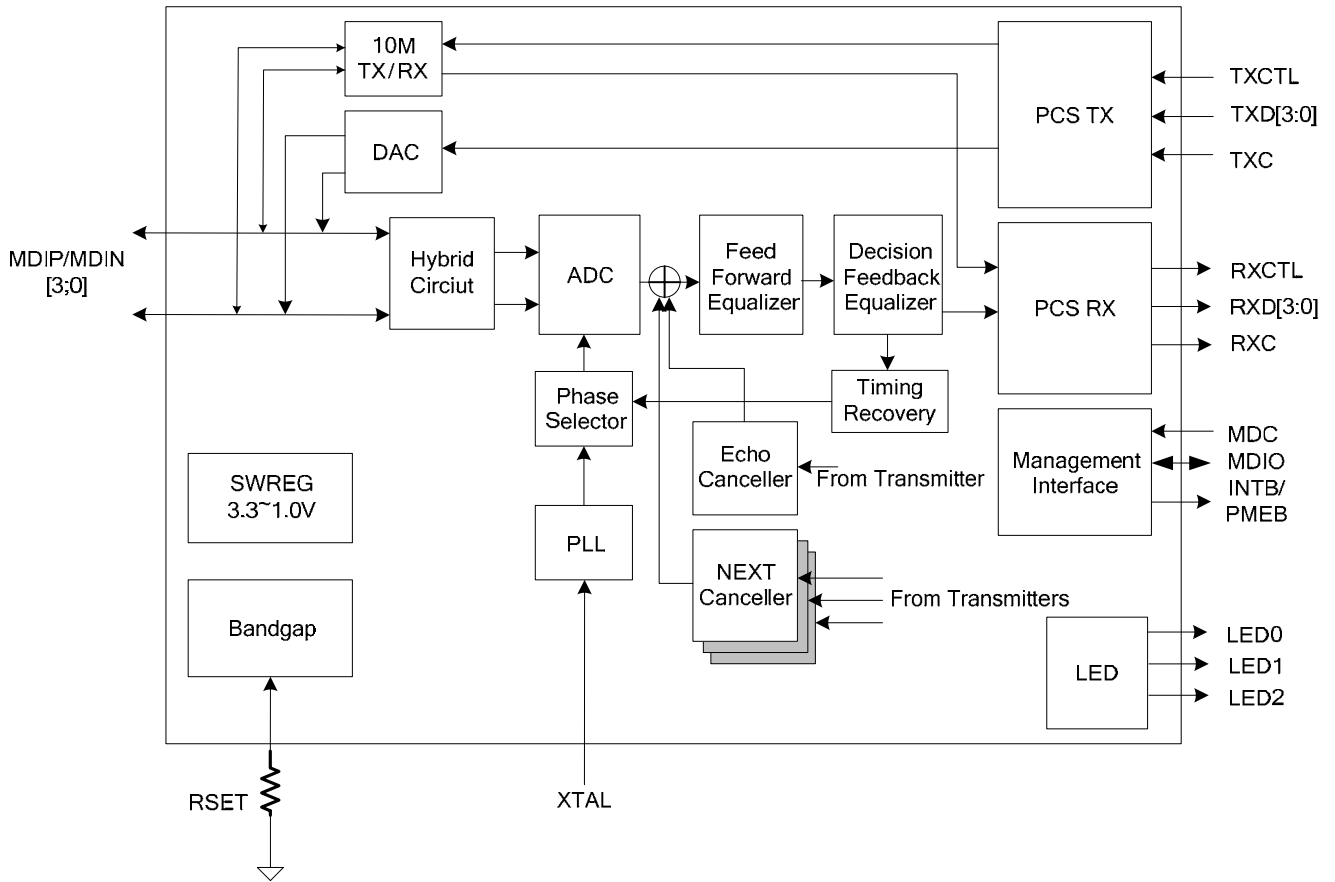 10M
TX/RX
PCS TX
TXCTL
TXD[3:0]
TXC
DAC
MDIP/MDIN
[3;0]
Hybrid
Circiut
ADC
Feed
Forward
Equalizer
Decision
Feedback
Equalizer
PCS RX
RXCTL
RXD[3:0]
RXC
Phase
Selector
Timing
Recovery
Echo
Canceller
From Transmitter
Management
Interface
MDC
MDIO
INTB/
PMEB
SWREG
3.3~1.0V
PLL
NEXT
Canceller
From Transmitters
Bandgap
LED
LED0
LED1
LED2
RSET
XTAL